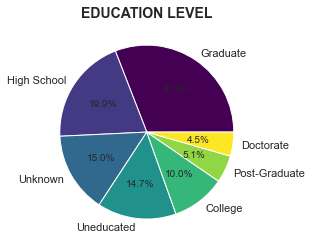 EDUCATION LEVEL
Graduate
High School
19.9%
4.5%
Doctorate
5.1%
15.0%
10.0%
Post-Graduate
Unknown
14.7%
College
Uneducated